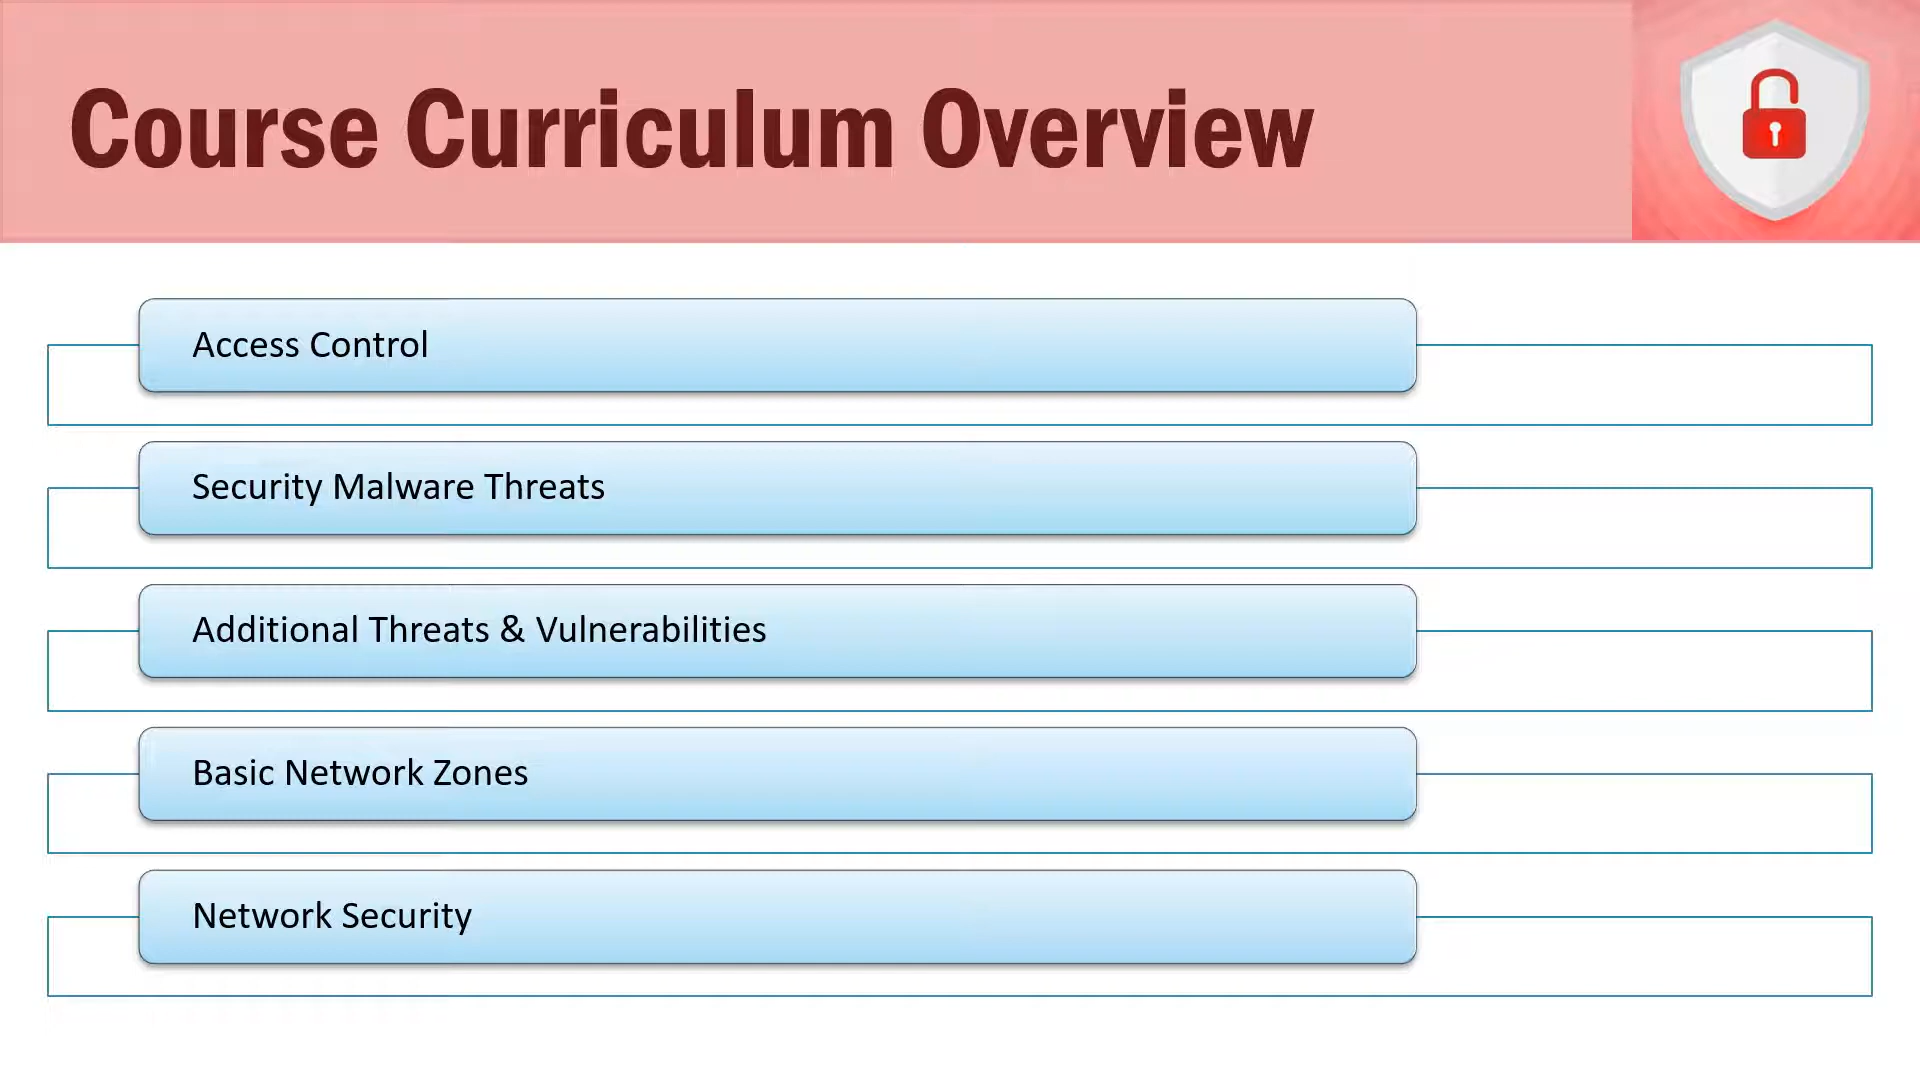 Course Curriculum Overview
Access Control
Security Malware Threats
Additional Threats & Vulnerabilities
Basic Network Zones
Network Security